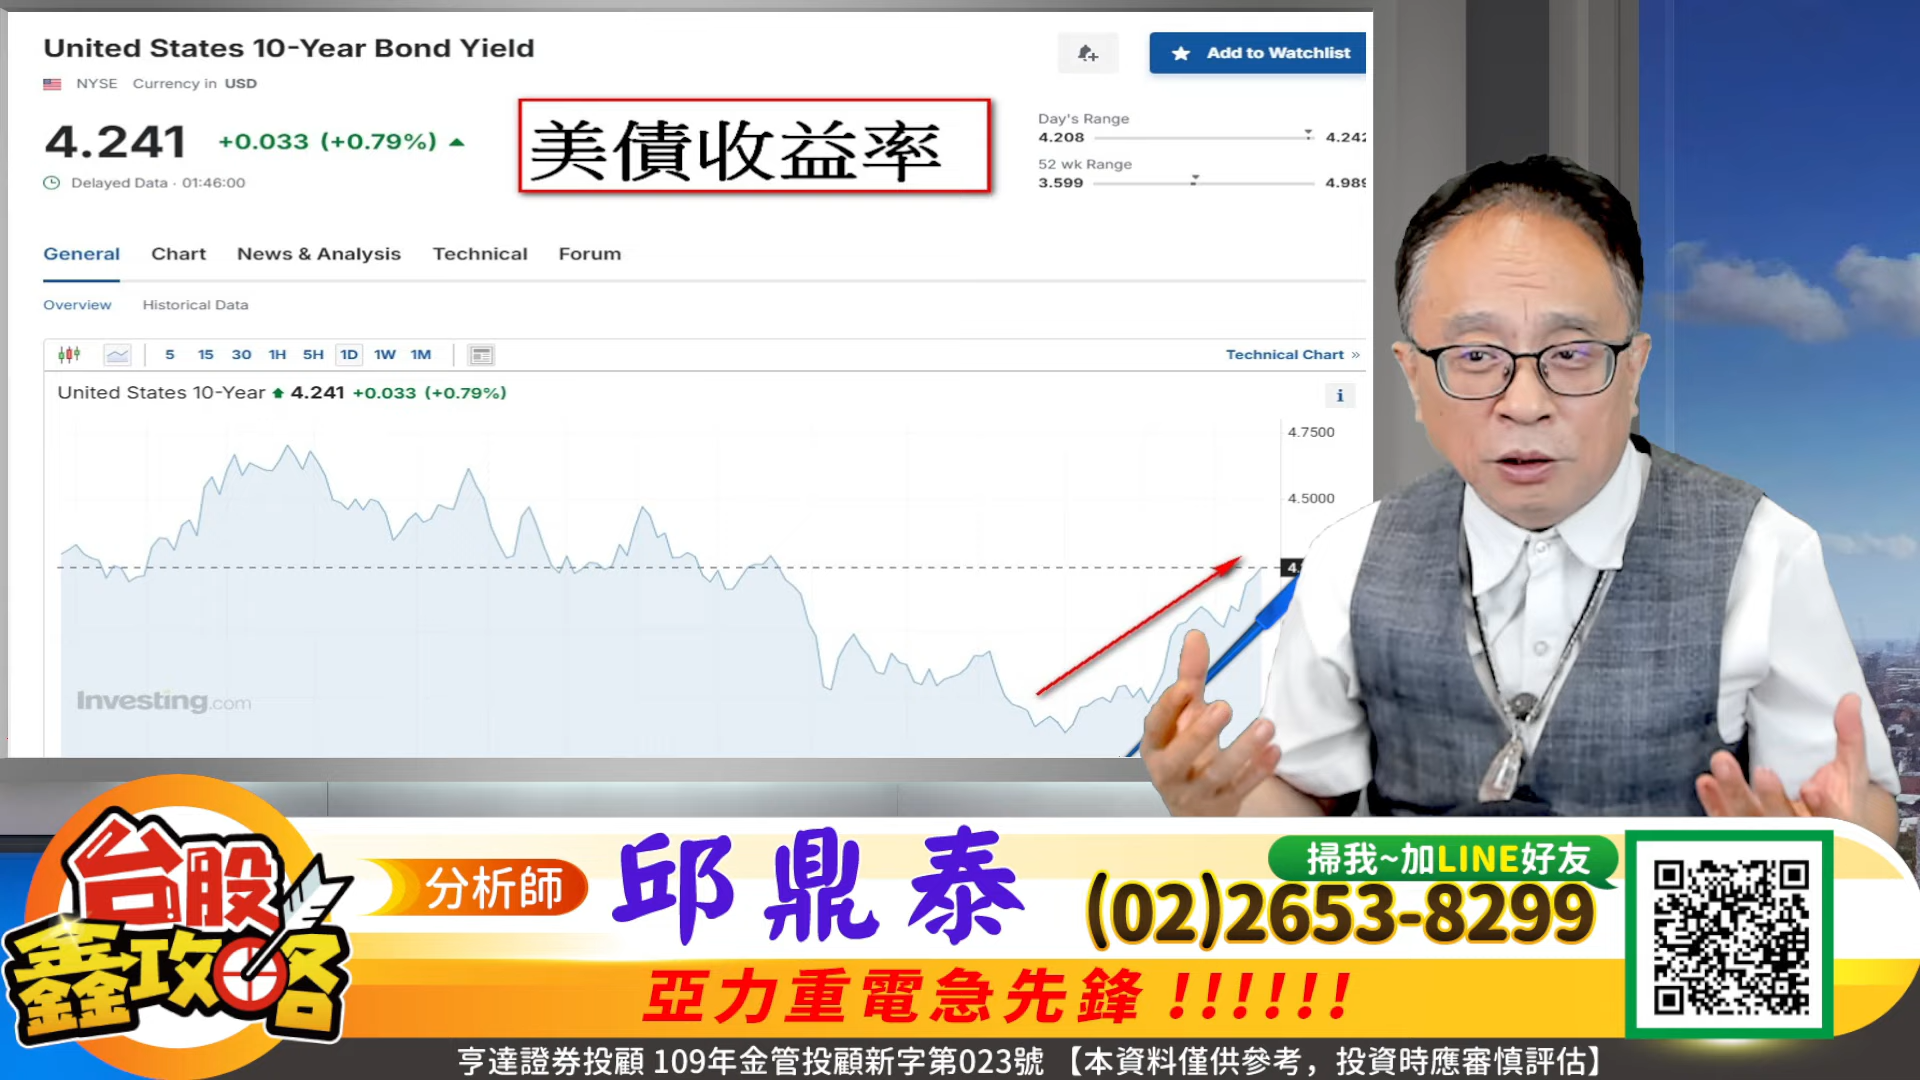 United States 10-Year Bond Yield
Add to Watchlist
NYSE Currency in USD
4.241 +0.033 (+0.79%)
美債收益率
Day's Range
4.208 4.242
52 wk Range
3.599 4.989
Delayed Data · 01:46:00
General Chart News & Analysis Technical Forum
Overview Historical Data
5 15 30 1H 5H 1D 1W 1M
Technical Chart »
United States 10-Year 4.241 +0.033 (+0.79%)
i
4.7500
4.5000
4.
Investing.com
台股
鑫攻略
分析師
邱鼎泰
掃我~加LINE好友
(02)2653-8299
亞力重電急先鋒!!!!!!
亨達證券投顧 109年金管投顧新字第023號 【本資料僅供參考，投資時應審慎評估】